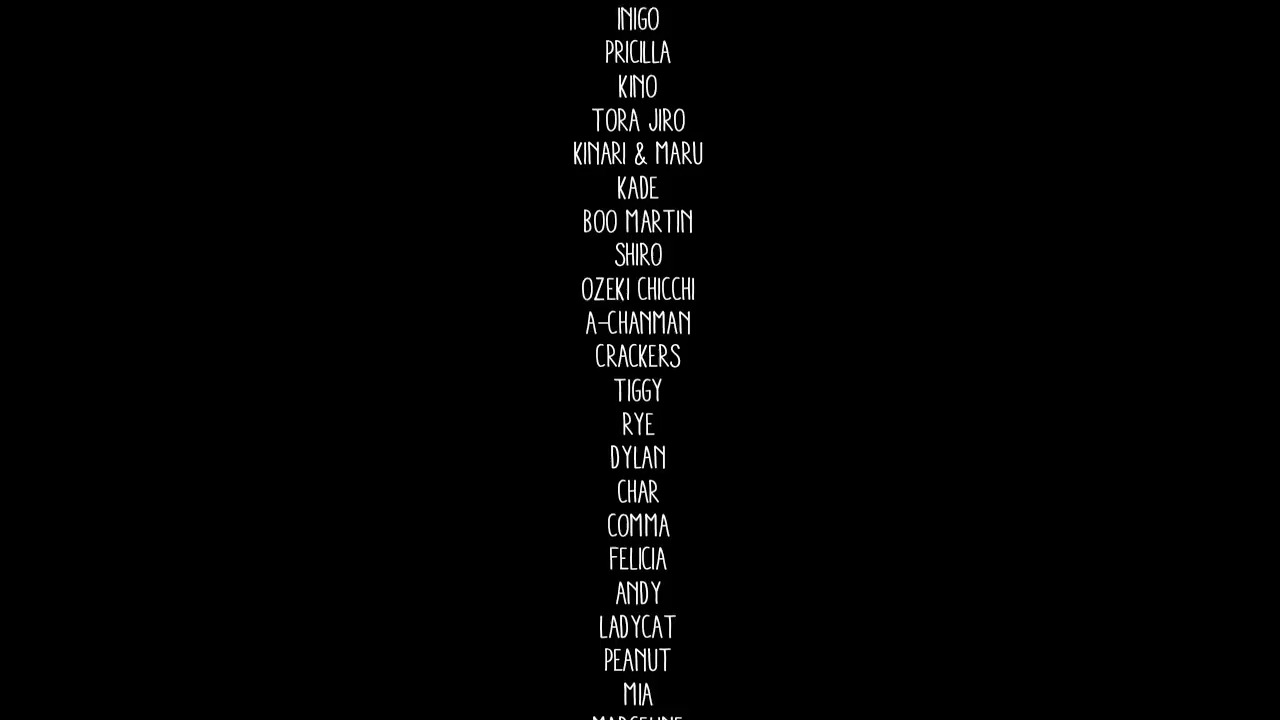 INIGO
PRICILLA
KINO
TORA JIRO
KINARI & MARU
KADE
BOO MARTIN
SHIRO
OZEKI CHICCHI
A-CHANMAN
CRACKERS
TIGGY
RYE
DYLAN
CHAR
COMMA
FELICIA
ANDY
LADYCAT
PEANUT
MIA